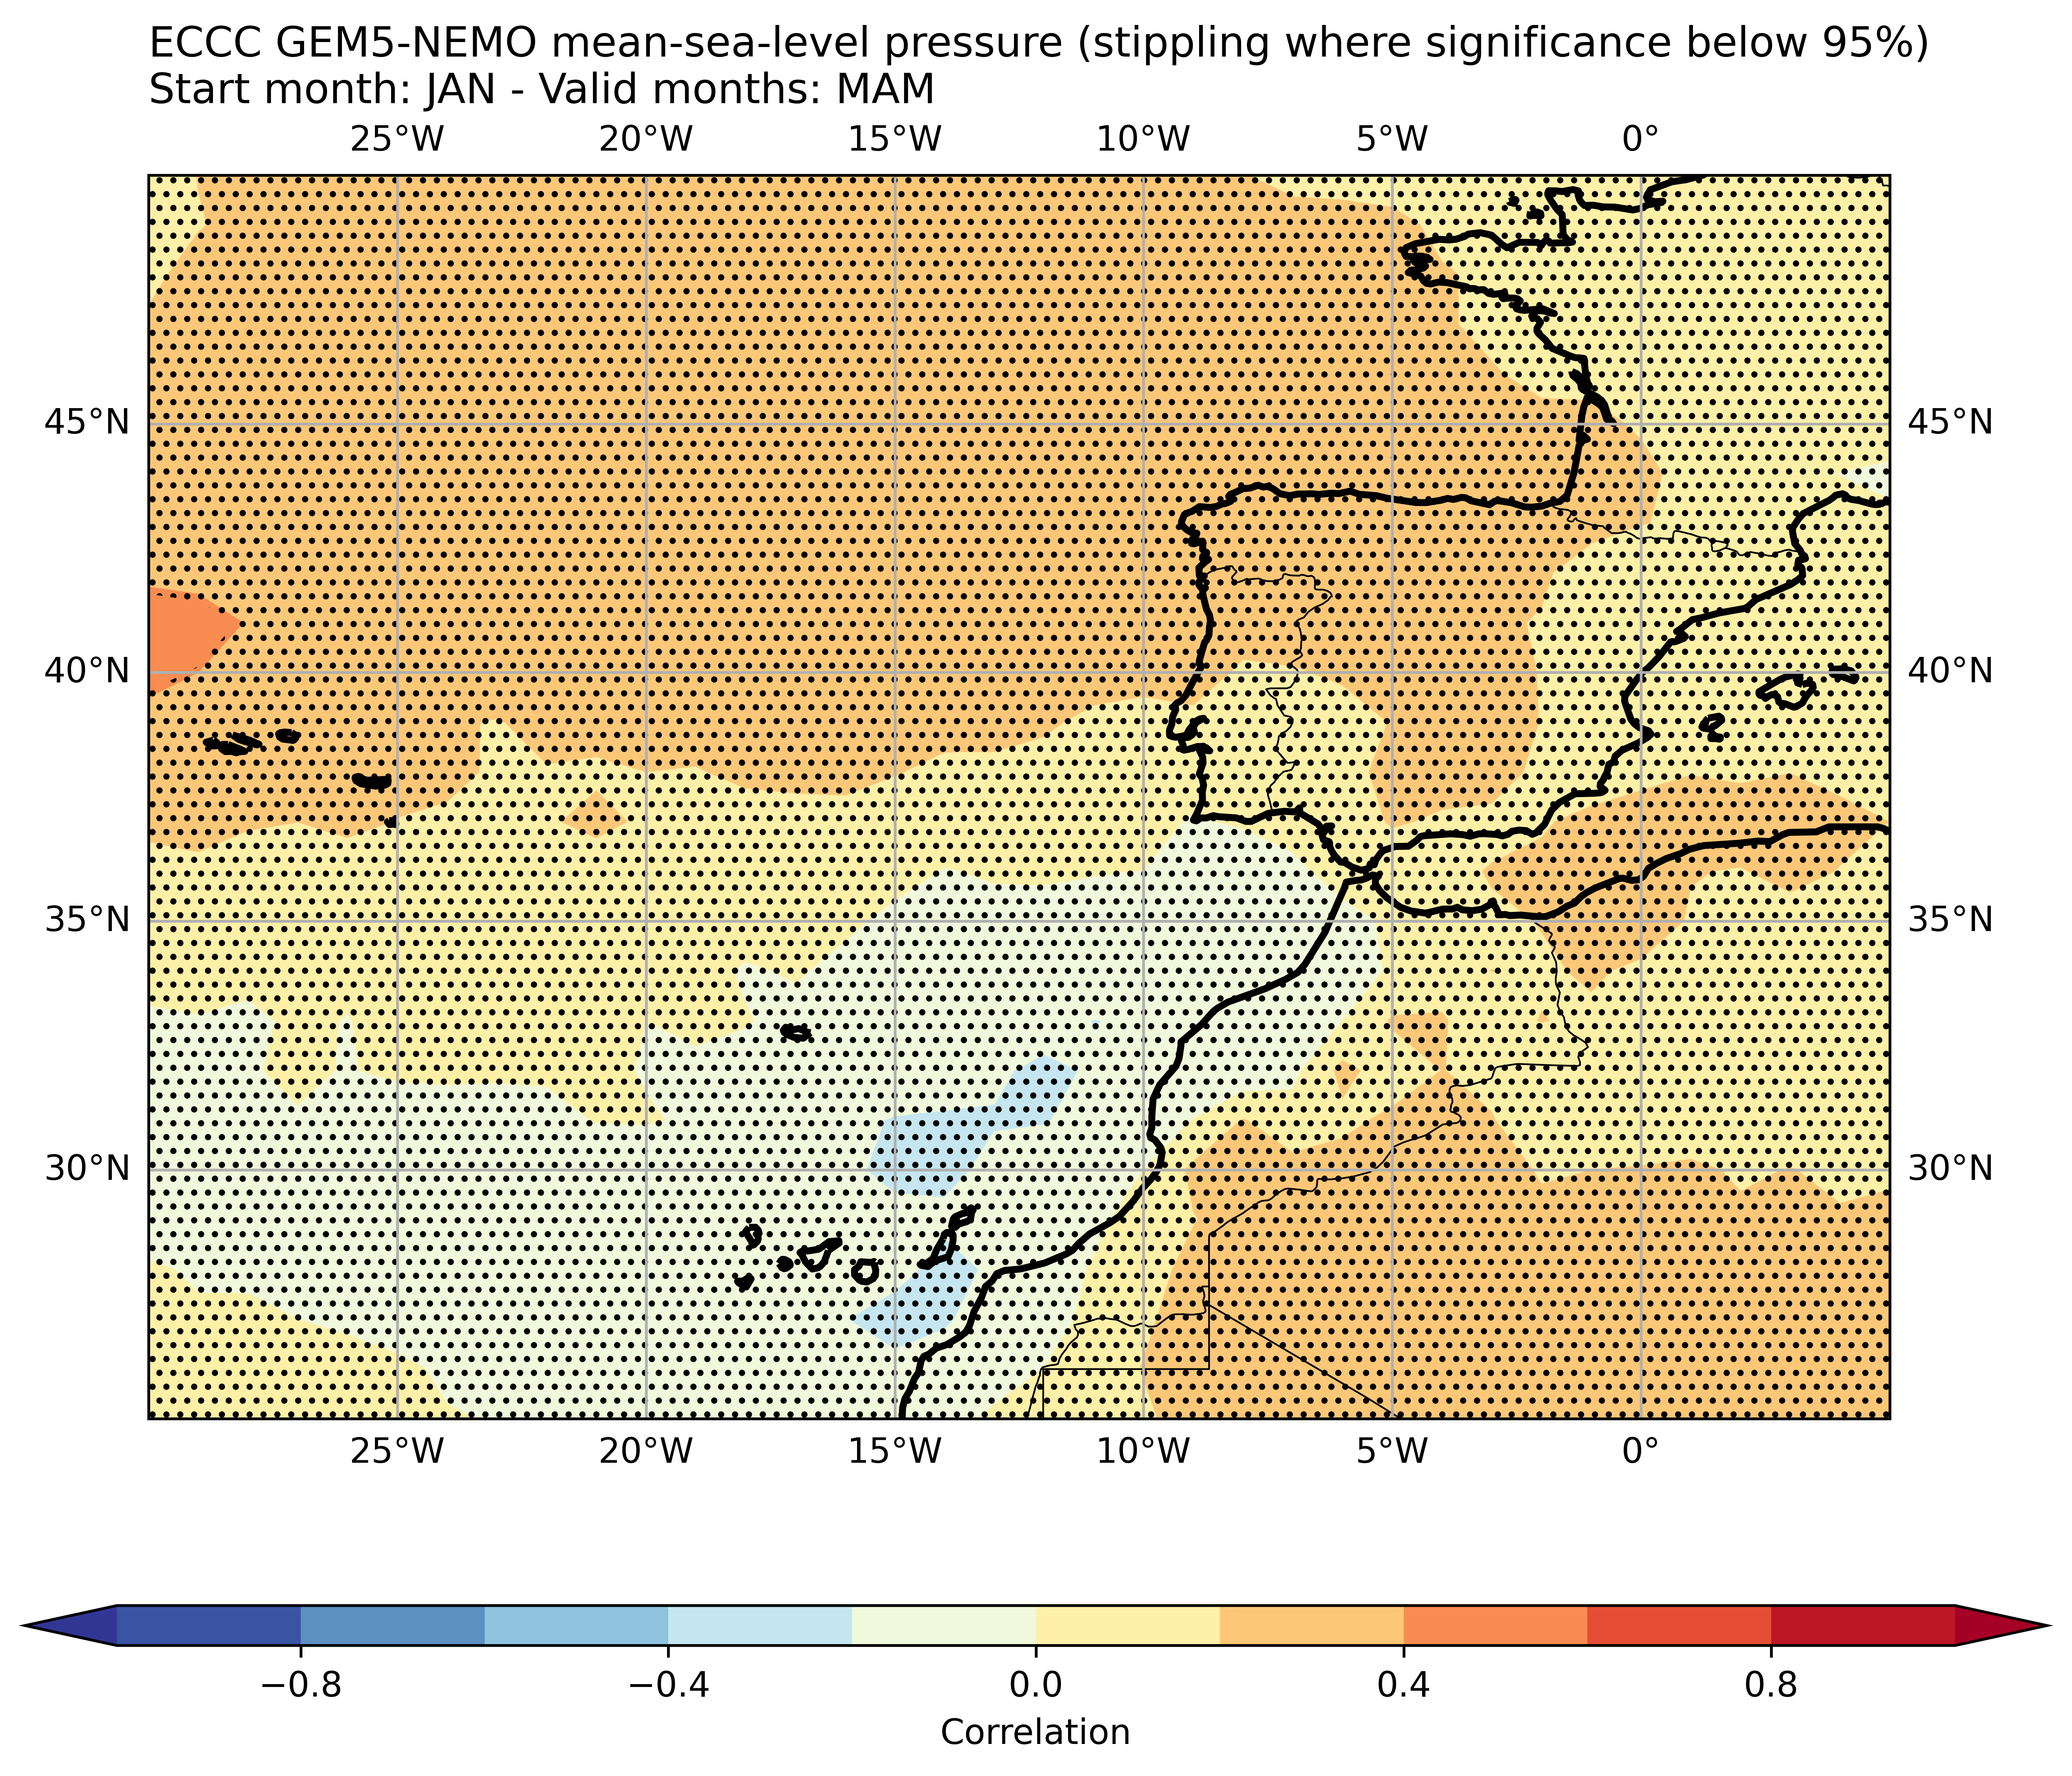 ECCC GEM5-NEMO mean-sea-level pressure (stippling where significance below 95%)
Start month: JAN - Valid months: MAM
25°W 20°W 15°W 10°W 5°W 0°
45°N 45°N
40°N 40°N
35°N 35°N
30°N 30°N
25°W 20°W 15°W 10°W 5°W 0°
−0.8 −0.4 0.0 0.4 0.8
Correlation